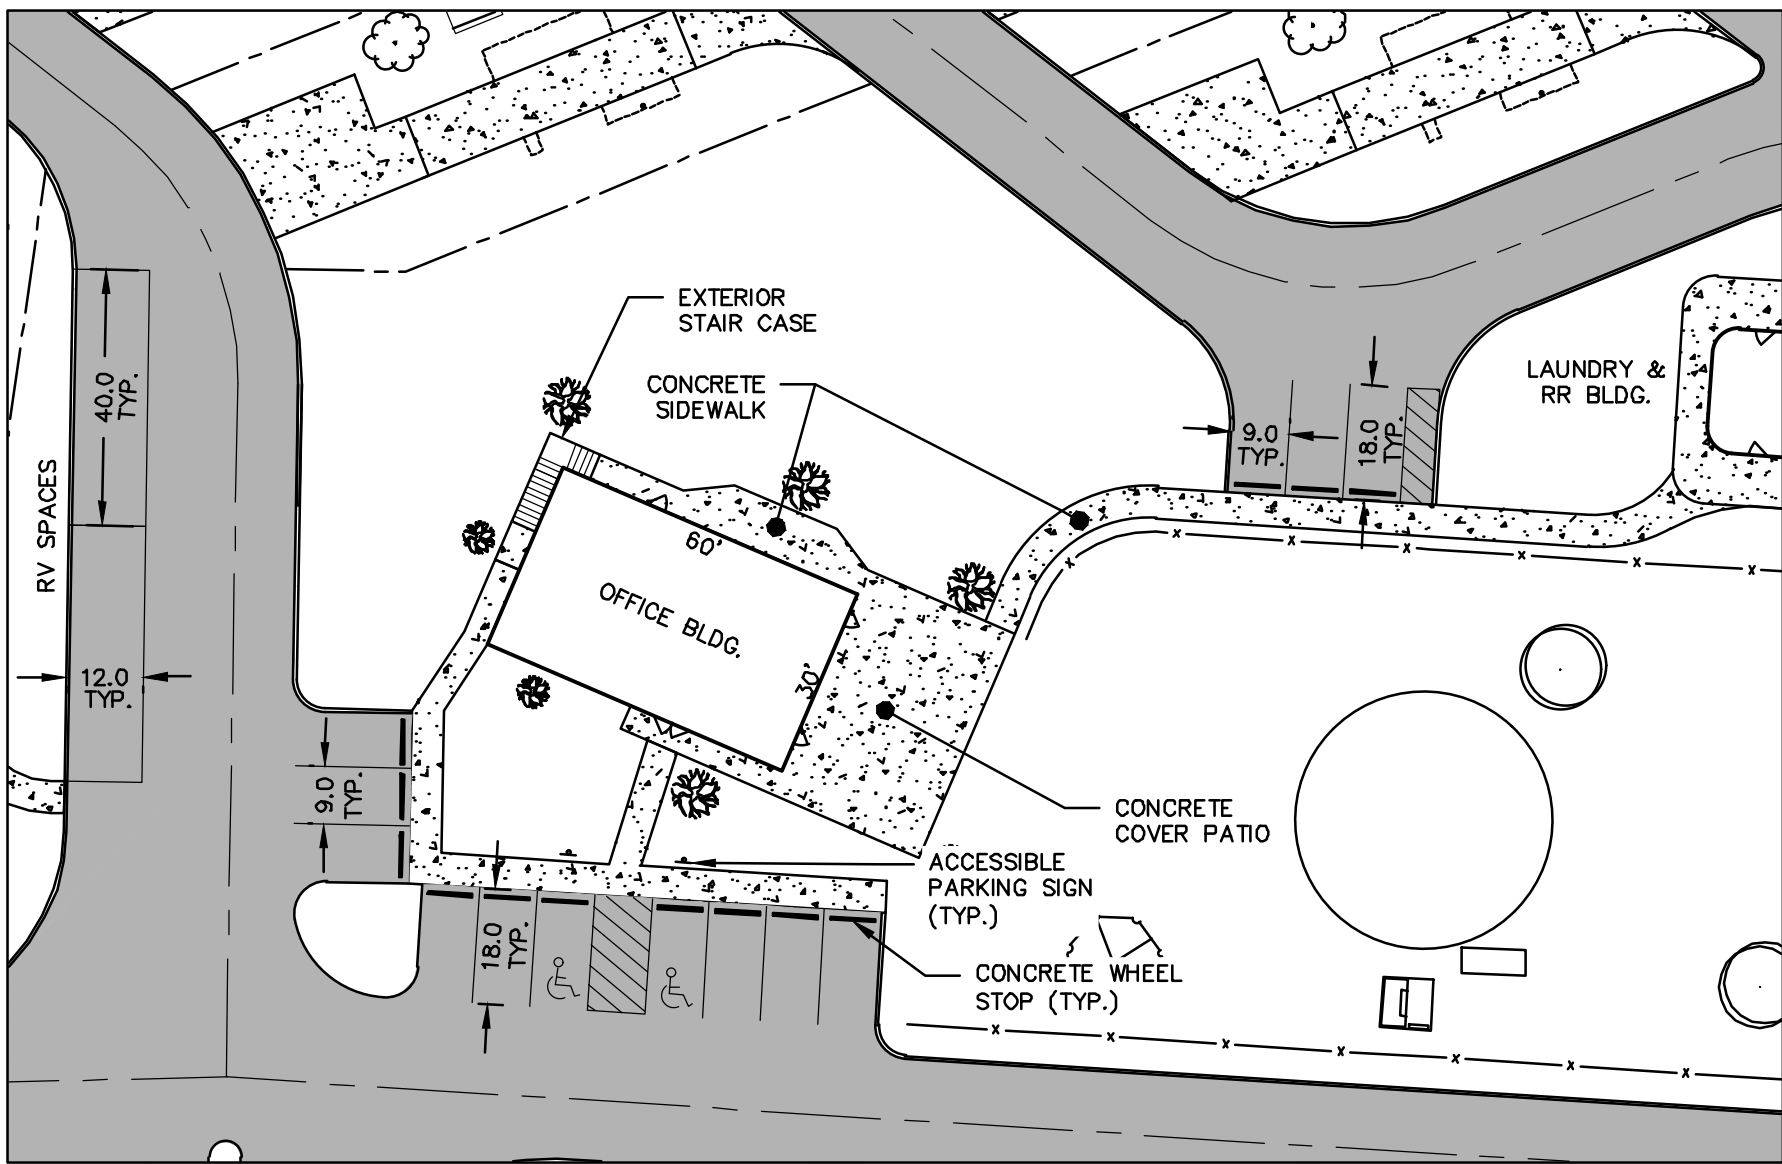 EXTERIOR
STAIR CASE
CONCRETE
SIDEWALK
LAUNDRY &
RR BLDG.
40.0
TYP.
9.0
TYP.
18.0
TYP.
RV SPACES
60'
OFFICE BLDG.
30'
12.0
TYP.
9.0
TYP.
CONCRETE
COVER PATIO
ACCESSIBLE
PARKING SIGN
(TYP.)
18.0
TYP.
CONCRETE WHEEL
STOP (TYP.)